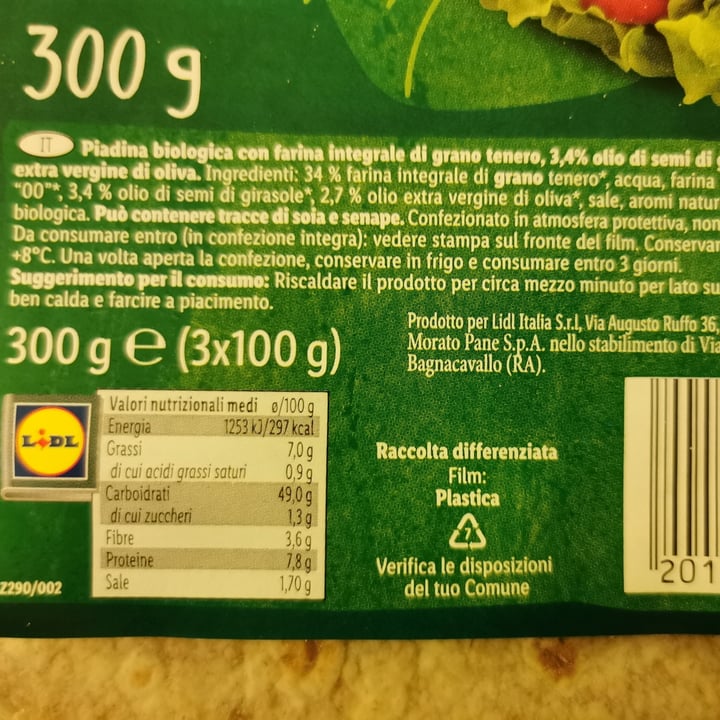 300 g
IT Piadina biologica con farina integrale di grano tenero, 3,4% olio di semi di
extra vergine di oliva. Ingredienti: 34 % farina integrale di grano tenero*, acqua, farina
"00"*, 3,4 % olio di semi di girasole*, 2,7 % olio extra vergine di oliva*, sale, aromi natur
biologica. Può contenere tracce di soia e senape. Confezionato in atmosfera protettiva, non
Da consumare entro (in confezione integra): vedere stampa sul fronte del film. Conservar
+8°C. Una volta aperta la confezione, conservare in frigo e consumare entro 3 giorni.
Suggerimento per il consumo: Riscaldare il prodotto per circa mezzo minuto per lato su
ben calda e farcire a piacimento.
300 g e (3x100 g)
Prodotto per Lidl Italia S.r.l, Via Augusto Ruffo 36,
Morato Pane S.p.A. nello stabilimento di Via
Bagnacavallo (RA).
LIDL
Valori nutrizionali medi ø/100 g
Energia 1253 kJ/297 kcal
Grassi 7,0 g
di cui acidi grassi saturi 0,9 g
Carboidrati 49,0 g
di cui zuccheri 1,3 g
Fibre 3,6 g
Proteine 7,8 g
Sale 1,70 g
Z290/002
Raccolta differenziata
Film:
Plastica
7
Verifica le disposizioni
del tuo Comune
201